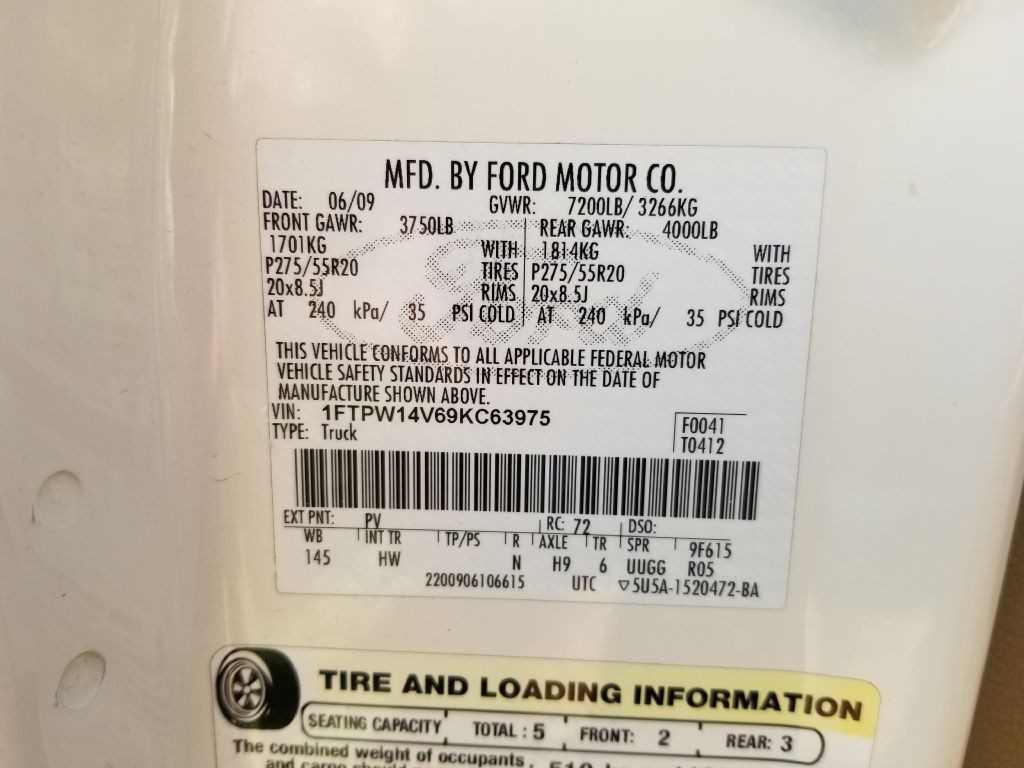 MFD. BY FORD MOTOR CO.
DATE: 06/09 GVWR: 7200LB/ 3266KG
FRONT GAWR: 3750LB REAR GAWR: 4000LB
1701KG WITH 1814KG WITH
P275/55R20 TIRES P275/55R20 TIRES
20x8.5J RIMS 20x8.5J RIMS
AT 240 kPa/ 35 PSI COLD AT 240 kPa/ 35 PSI COLD
THIS VEHICLE CONFORMS TO ALL APPLICABLE FEDERAL MOTOR
VEHICLE SAFETY STANDARDS IN EFFECT ON THE DATE OF
MANUFACTURE SHOWN ABOVE.
VIN: 1FTPW14V69KC63975 F0041
TYPE: Truck T0412
EXT PNT: PV RC: 72 DSO:
WB INT TR TP/PS R AXLE TR SPR 9F615
145 HW N H9 6 UUGG R05
2200906106615 UTC ▽5U5A-1520472-BA
TIRE AND LOADING INFORMATION
SEATING CAPACITY TOTAL : 5 FRONT: 2 REAR: 3
The combined weight of occupants
and cargo should